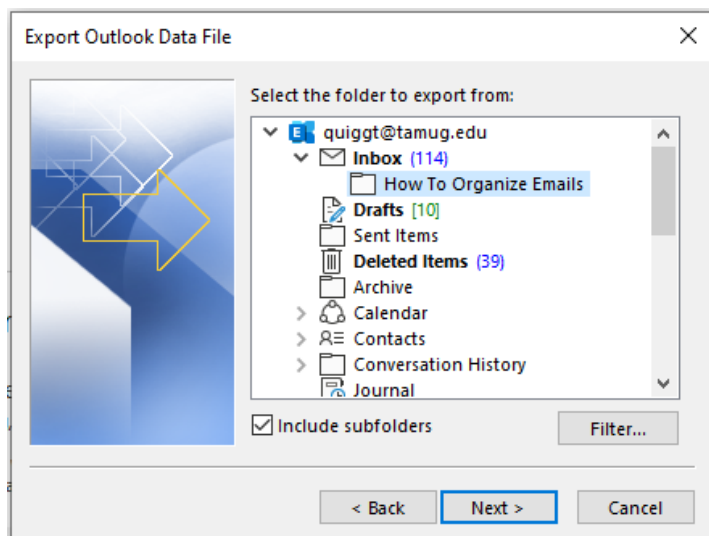 Export Outlook Data File
Select the folder to export from:
quiggt@tamug.edu
Inbox (114)
How To Organize Emails
Drafts [10]
Sent Items
Deleted Items (39)
Archive
Calendar
Contacts
Conversation History
Journal
Include subfolders
Filter...
< Back
Next >
Cancel